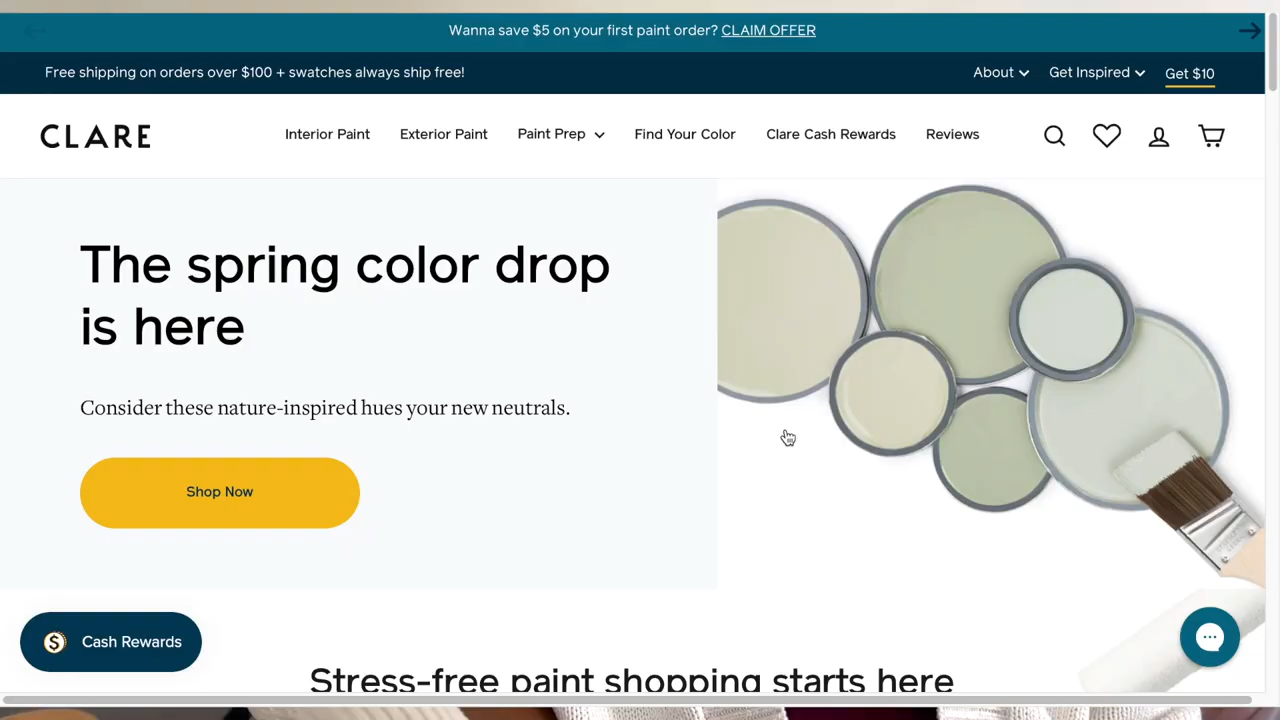 Wanna save $5 on your first paint order? CLAIM OFFER
Free shipping on orders over $100 + swatches always ship free!
About
Get Inspired
Get $10
CLARE
Interior Paint
Exterior Paint
Paint Prep
Find Your Color
Clare Cash Rewards
Reviews
The spring color drop
is here
Consider these nature-inspired hues your new neutrals.
Shop Now
$ Cash Rewards
Stress-free paint shopping starts here